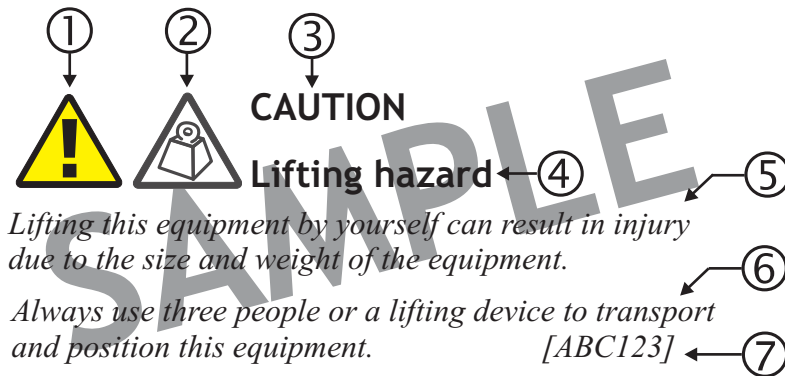 1 2 3
CAUTION
Lifting hazard 4
5
Lifting this equipment by yourself can result in injury
due to the size and weight of the equipment.
6
Always use three people or a lifting device to transport
and position this equipment. [ABC123] 7
SAMPLE